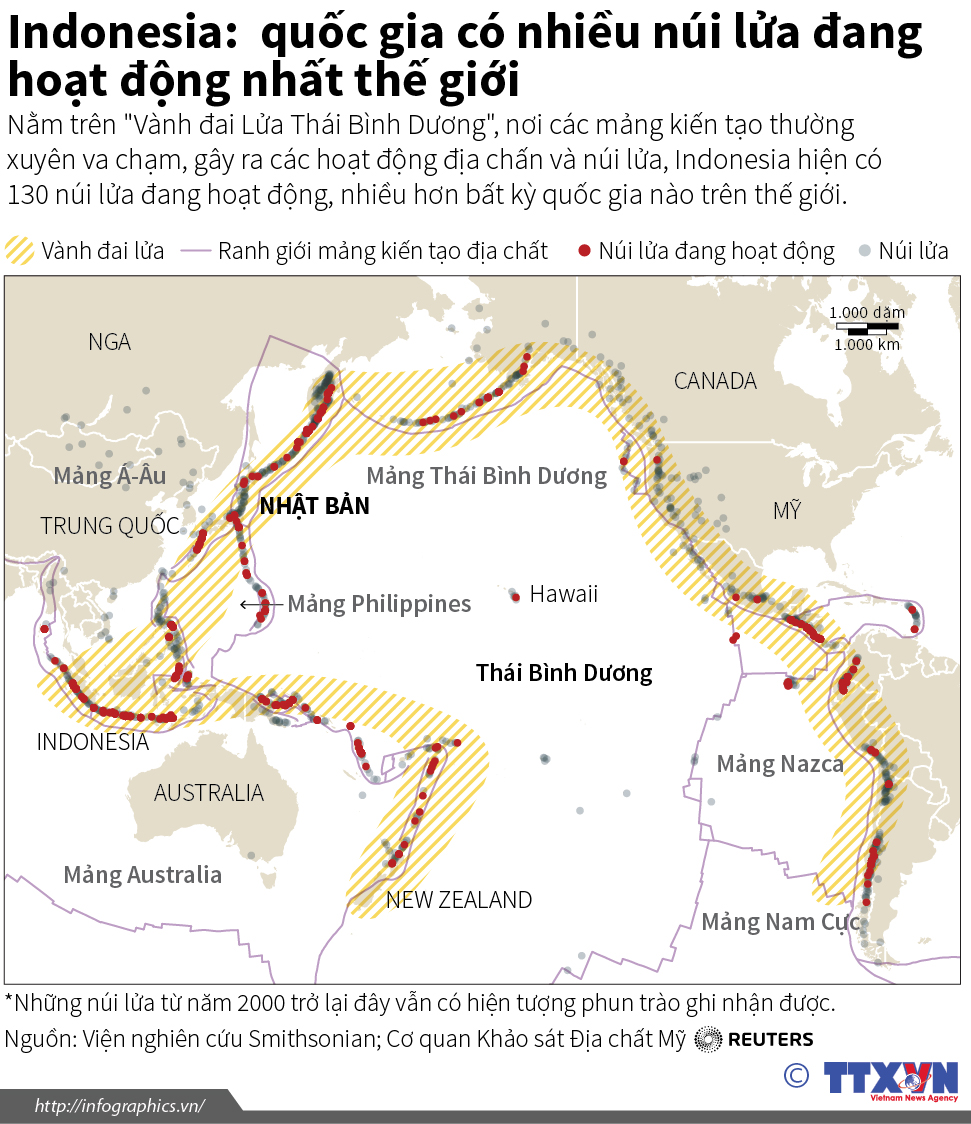 Indonesia: quốc gia có nhiều núi lửa đang
hoạt động nhất thế giới
Nằm trên "Vành đai Lửa Thái Bình Dương", nơi các mảng kiến tạo thường
xuyên va chạm, gây ra các hoạt động địa chấn và núi lửa, Indonesia hiện có
130 núi lửa đang hoạt động, nhiều hơn bất kỳ quốc gia nào trên thế giới.
Vành đai lửa Ranh giới mảng kiến tạo địa chất Núi lửa đang hoạt động Núi lửa
1.000 dặm
1.000 km
NGA
CANADA
Mảng Á-Âu
Mảng Thái Bình Dương
NHẬT BẢN
MỸ
TRUNG QUỐC
Hawaii
Mảng Philippines
Thái Bình Dương
INDONESIA
Mảng Nazca
AUSTRALIA
Mảng Australia
NEW ZEALAND
Mảng Nam Cực
*Những núi lửa từ năm 2000 trở lại đây vẫn có hiện tượng phun trào ghi nhận được.
Nguồn: Viện nghiên cứu Smithsonian; Cơ quan Khảo sát Địa chất Mỹ REUTERS
© TTXVN
Vietnam News Agency
http://infographics.vn/